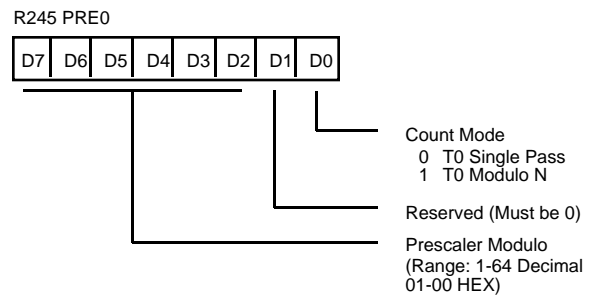 R245 PRE0
D7 D6 D5 D4 D3 D2 D1 D0
Count Mode
0 T0 Single Pass
1 T0 Modulo N
Reserved (Must be 0)
Prescaler Modulo
(Range: 1-64 Decimal
01-00 HEX)